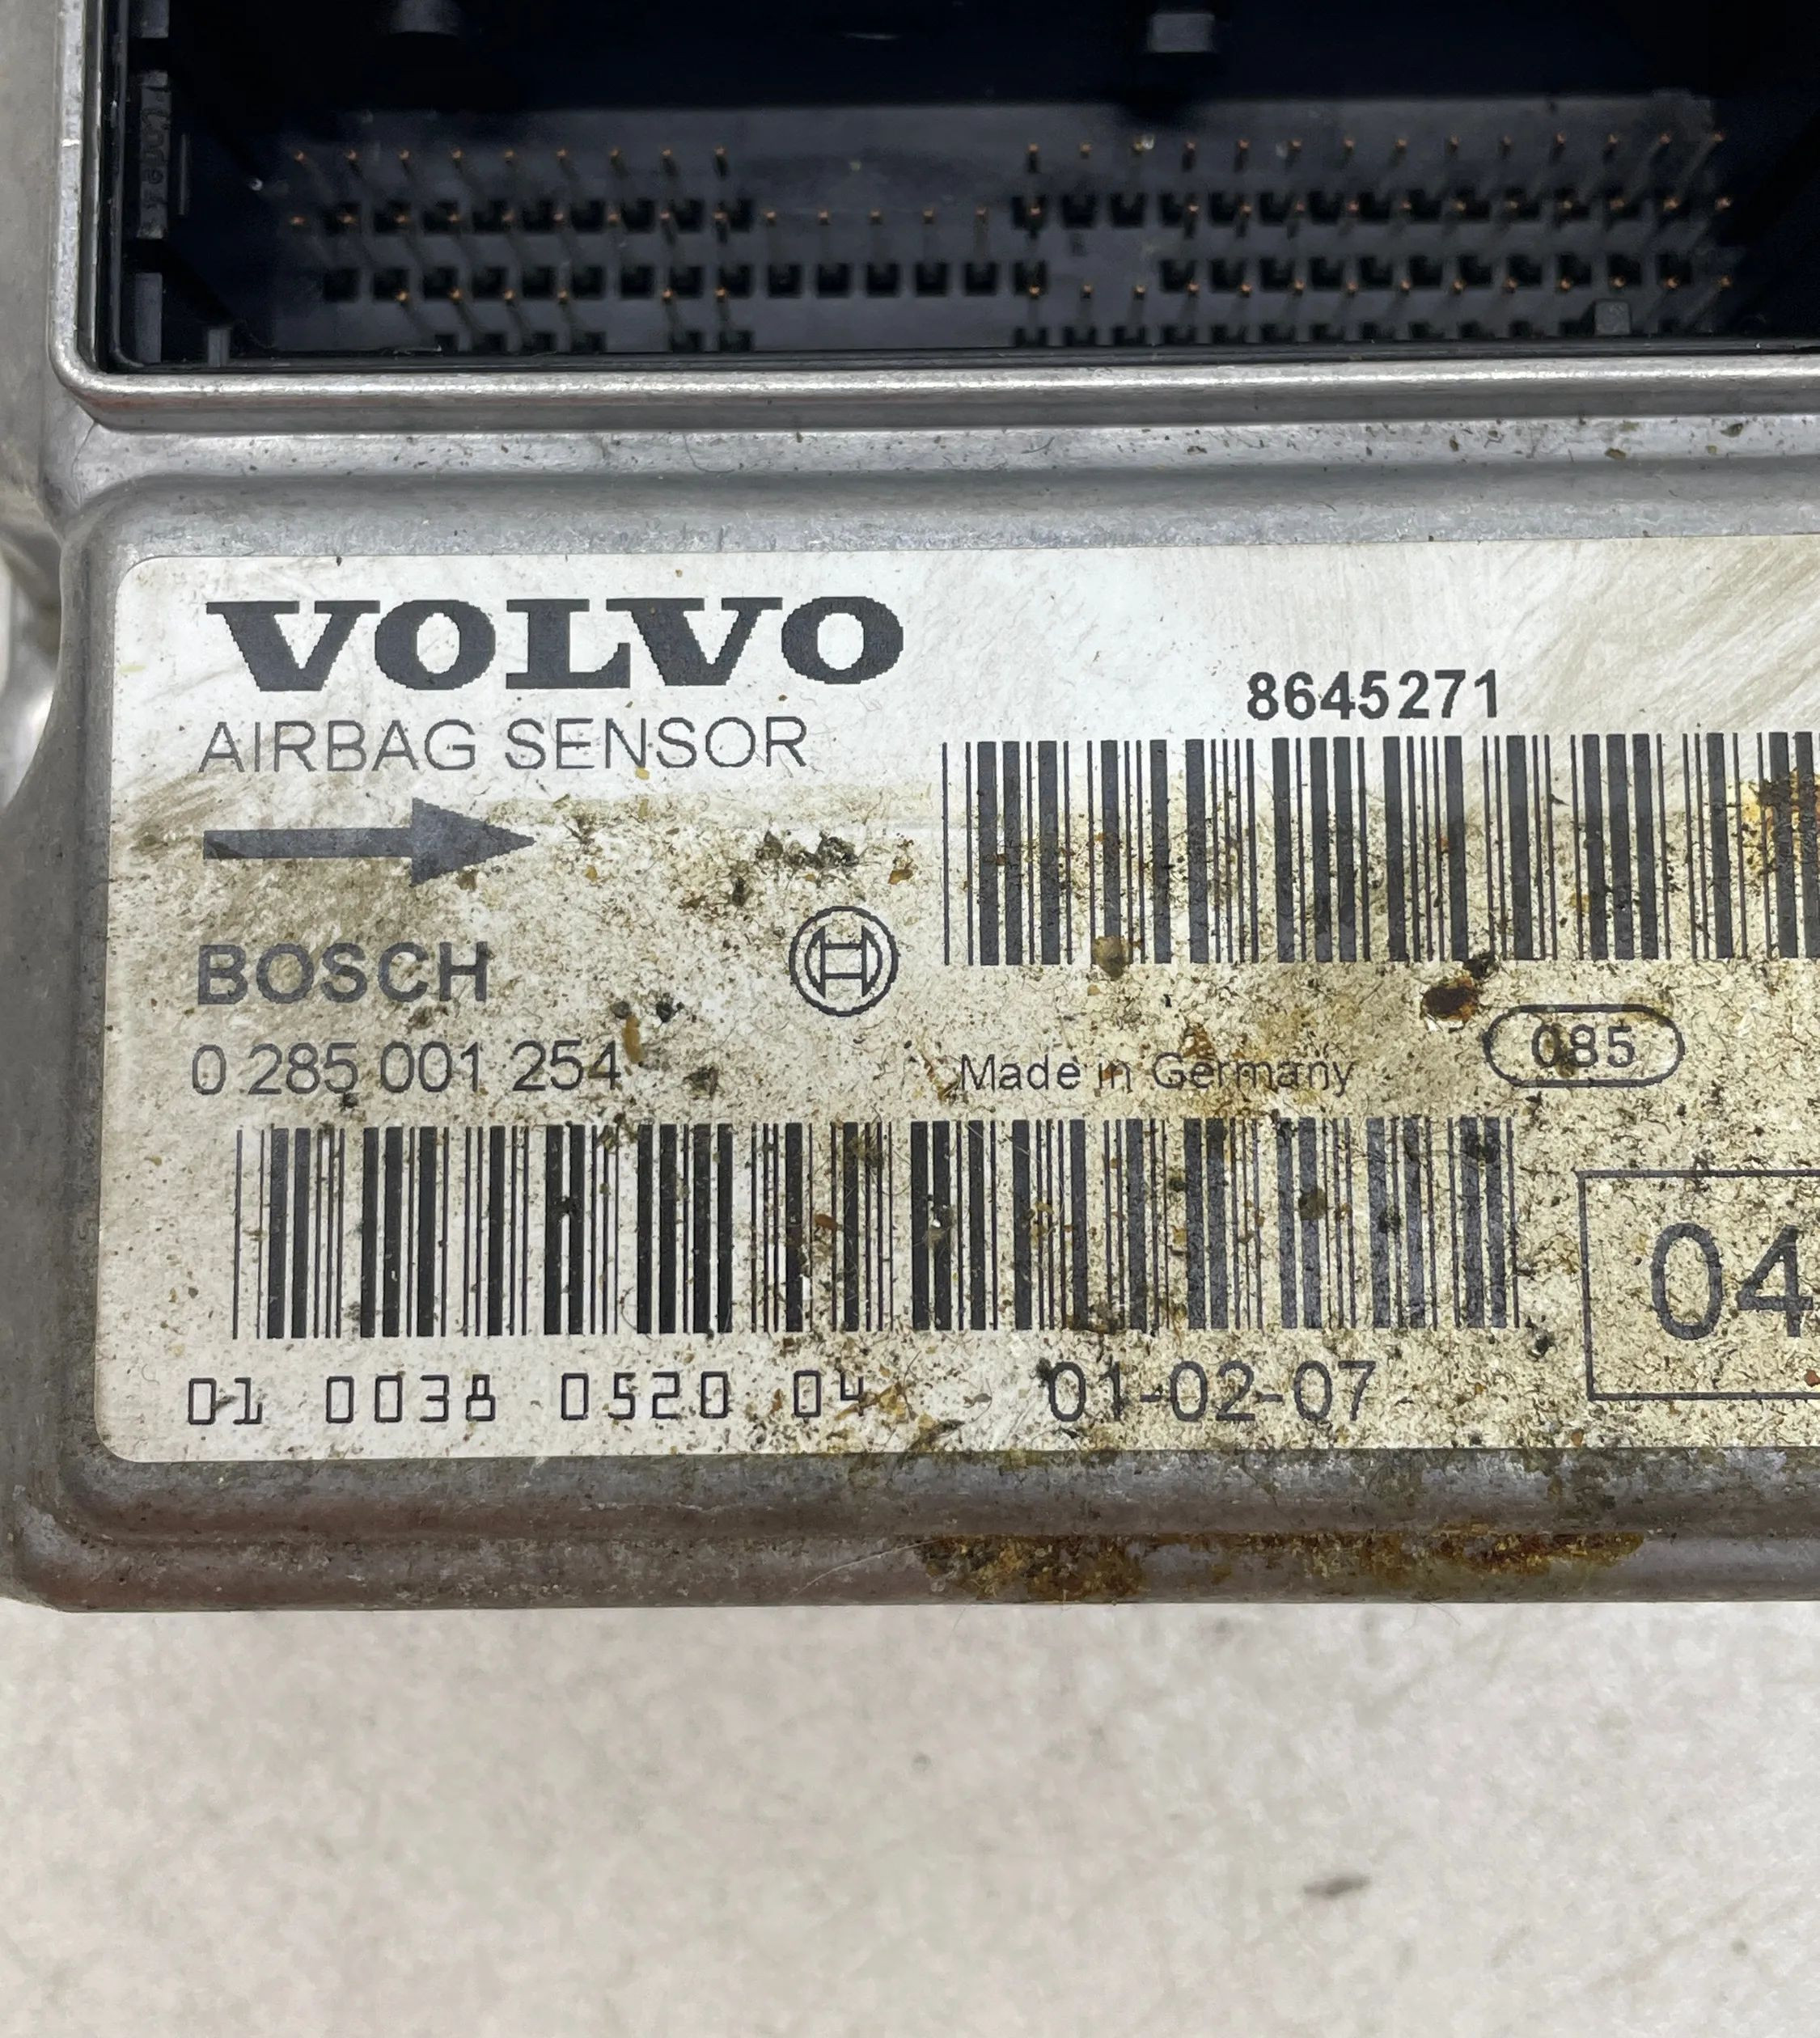 VOLVO
AIRBAG SENSOR
8645271
BOSCH
0 285 001 254
Made in Germany
085
04
01 0038 0520 04
01-02-07